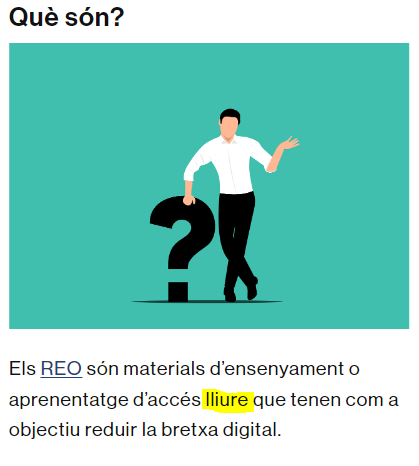 Què són?
Els REO són materials d'ensenyament o
aprenentatge d'accés lliure que tenen com a
objectiu reduir la bretxa digital.